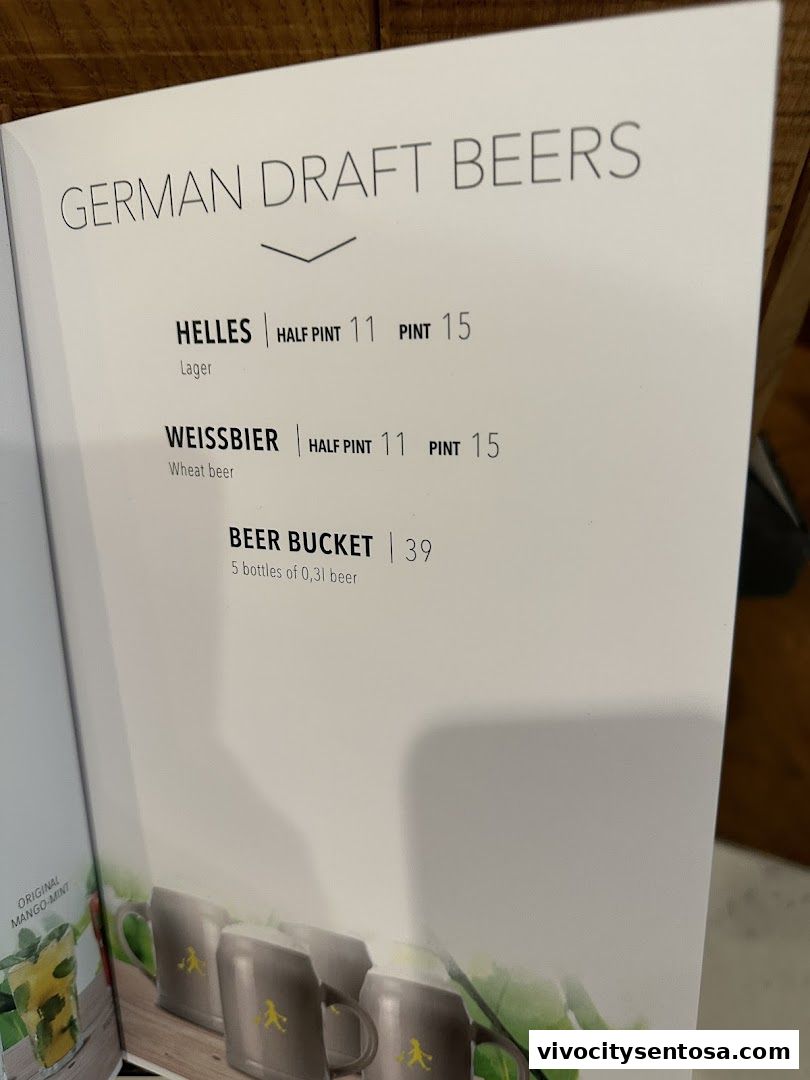 GERMAN DRAFT BEERS
HELLES | HALF PINT 11 PINT 15
Lager
WEISSBIER | HALF PINT 11 PINT 15
Wheat beer
BEER BUCKET | 39
5 bottles of 0,3l beer
ORIGINAL
MANGO-MINT
vivocitysentosa.com